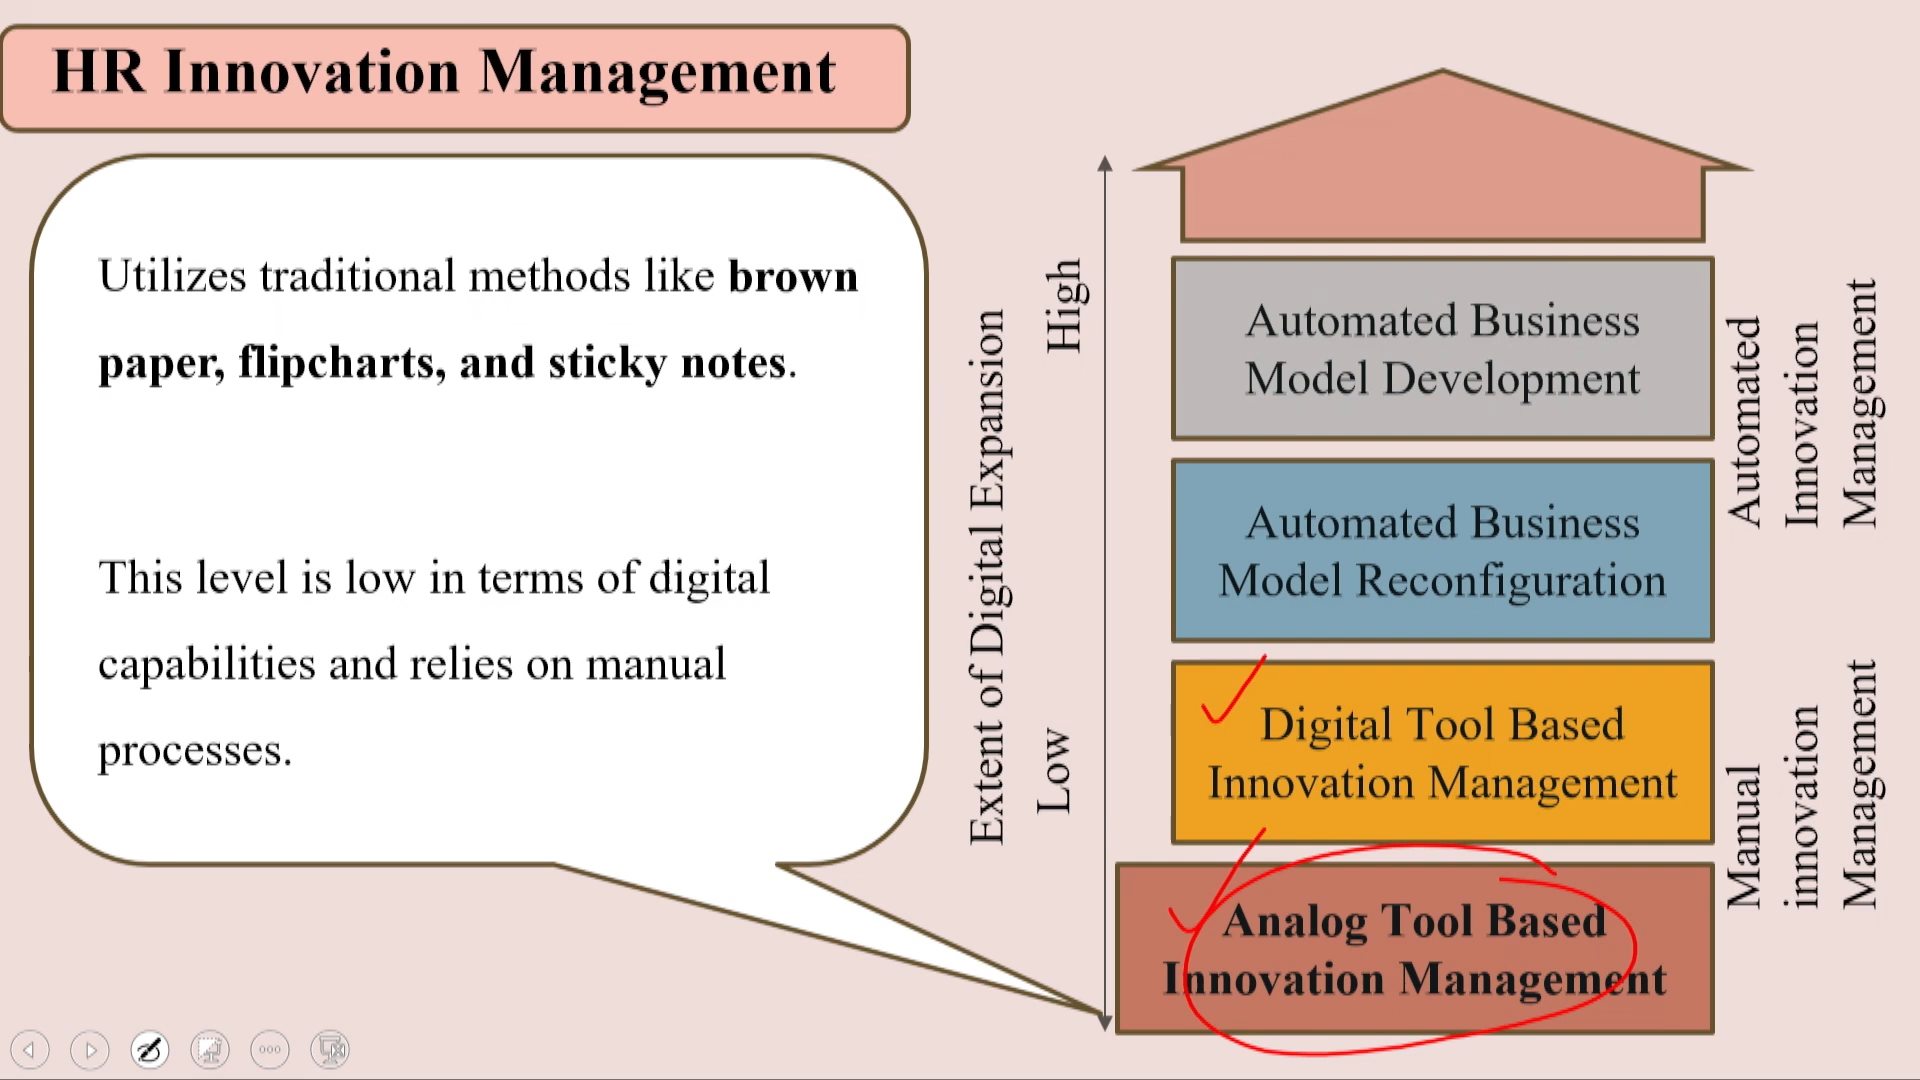 HR Innovation Management
Utilizes traditional methods like brown
paper, flipcharts, and sticky notes.
This level is low in terms of digital
capabilities and relies on manual
processes.
Extent of Digital Expansion
High
Low
Automated Business
Model Development
Automated Business
Model Reconfiguration
Digital Tool Based
Innovation Management
Analog Tool Based
Innovation Management
Automated
Innovation
Management
Manual
innovation
Management